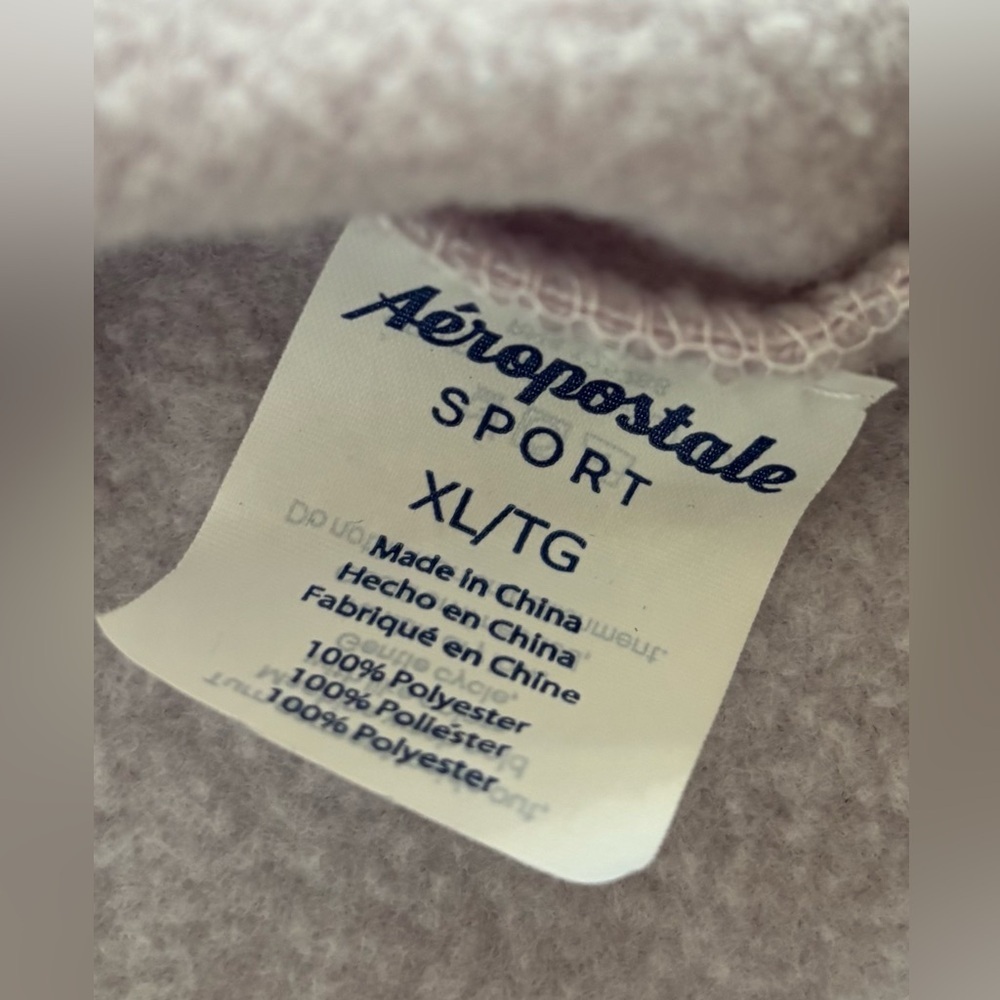 Aéropostale
SPORT
XL/TG
Made in China
Hecho en China
Fabriqué en Chine
100% Polyester
100% Poliéster
100% Polyester